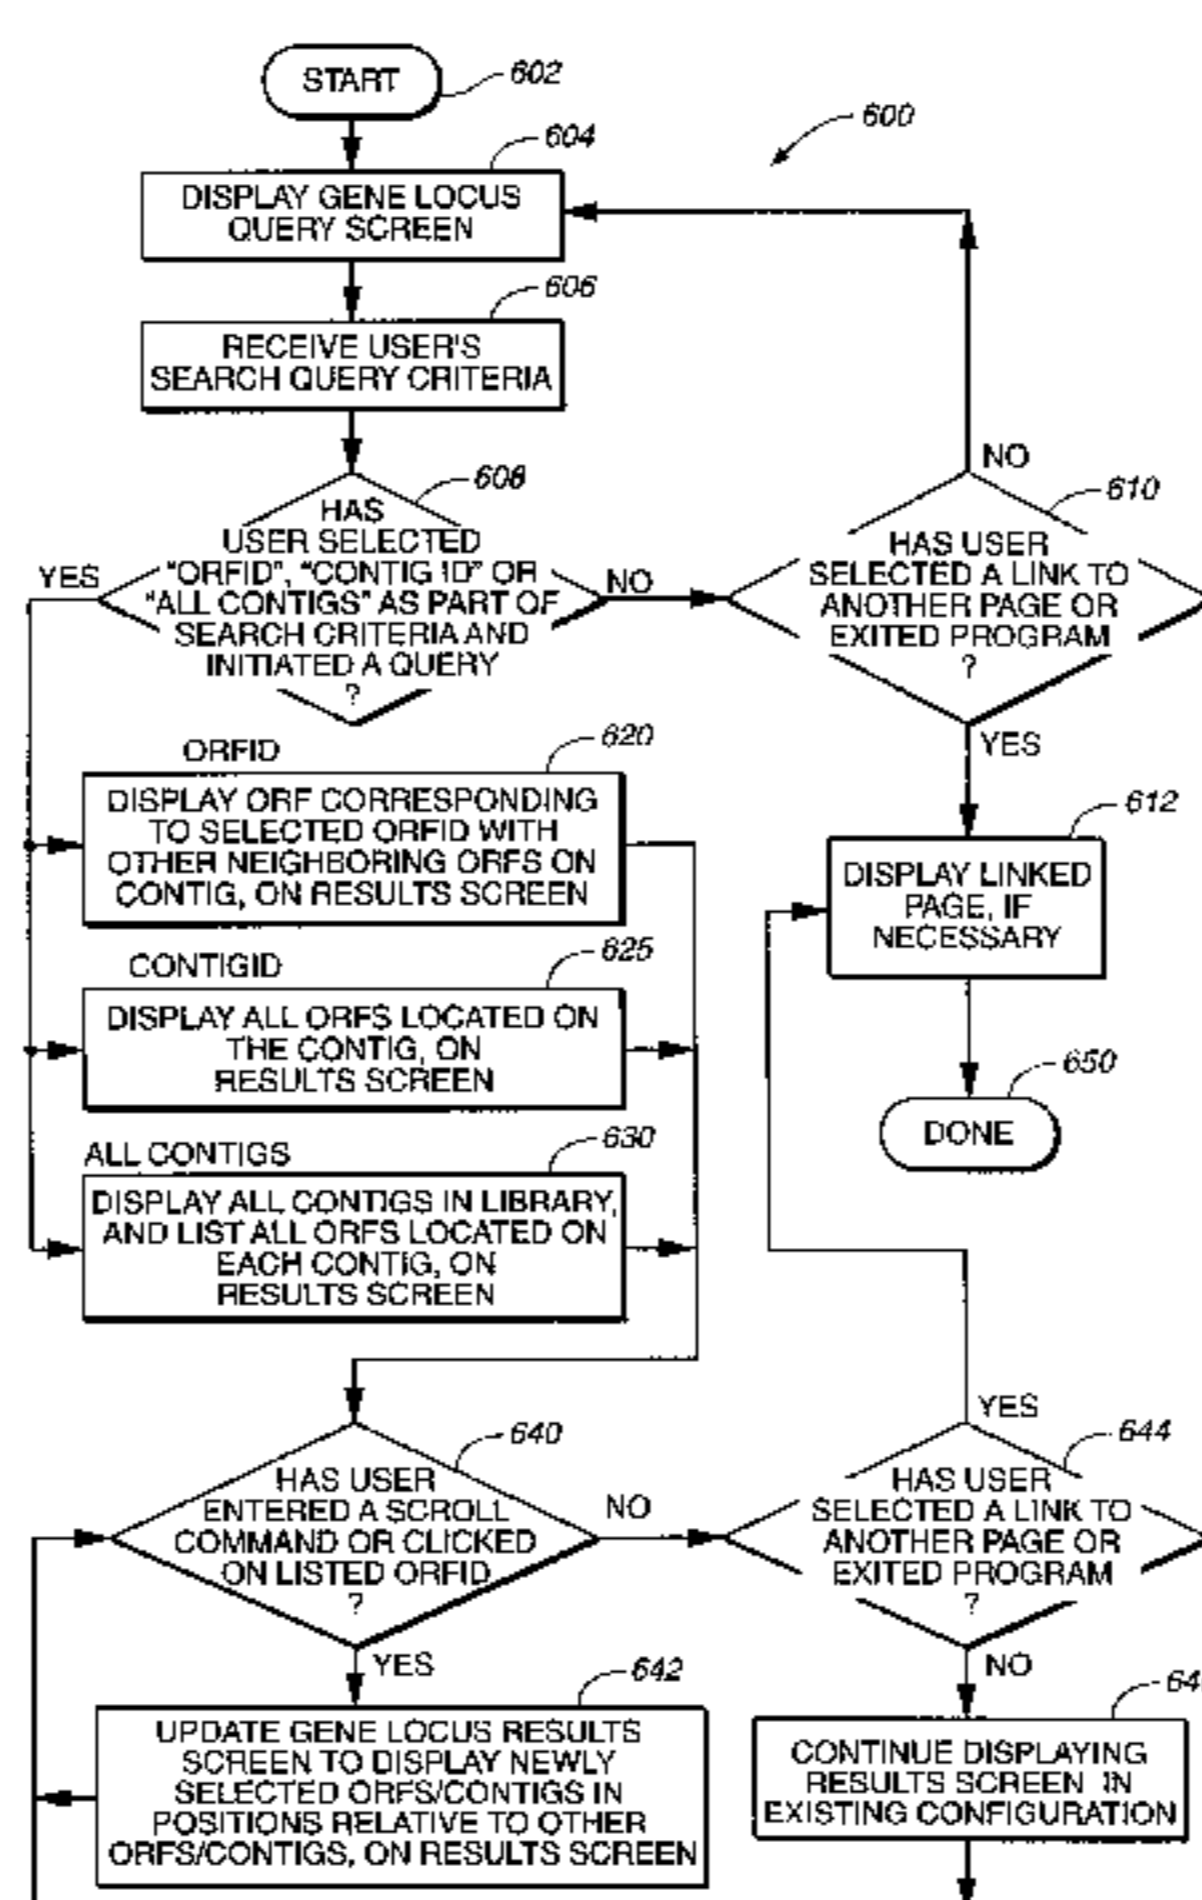 START
602
600
604
DISPLAY GENE LOCUS
QUERY SCREEN
606
RECEIVE USER'S
SEARCH QUERY CRITERIA
608
HAS
USER SELECTED
"ORFID", "CONTIG ID" OR
"ALL CONTIGS" AS PART OF
SEARCH CRITERIA AND
INITIATED A QUERY
?
YES
NO
NO
610
HAS USER
SELECTED A LINK TO
ANOTHER PAGE OR
EXITED PROGRAM
?
YES
612
DISPLAY LINKED
PAGE, IF
NECESSARY
650
DONE
ORFID
620
DISPLAY ORF CORRESPONDING
TO SELECTED ORFID WITH
OTHER NEIGHBORING ORFS ON
CONTIG, ON RESULTS SCREEN
CONTIGID
625
DISPLAY ALL ORFS LOCATED ON
THE CONTIG, ON
RESULTS SCREEN
ALL CONTIGS
630
DISPLAY ALL CONTIGS IN LIBRARY,
AND LIST ALL ORFS LOCATED ON
EACH CONTIG, ON
RESULTS SCREEN
640
HAS USER
ENTERED A SCROLL
COMMAND OR CLICKED
ON LISTED ORFID
?
NO
YES
YES
644
HAS USER
SELECTED A LINK TO
ANOTHER PAGE OR
EXITED PROGRAM
?
NO
642
UPDATE GENE LOCUS RESULTS
SCREEN TO DISPLAY NEWLY
SELECTED ORFS/CONTIGS IN
POSITIONS RELATIVE TO OTHER
ORFS/CONTIGS, ON RESULTS SCREEN
CONTINUE DISPLAYING
RESULTS SCREEN IN
EXISTING CONFIGURATION